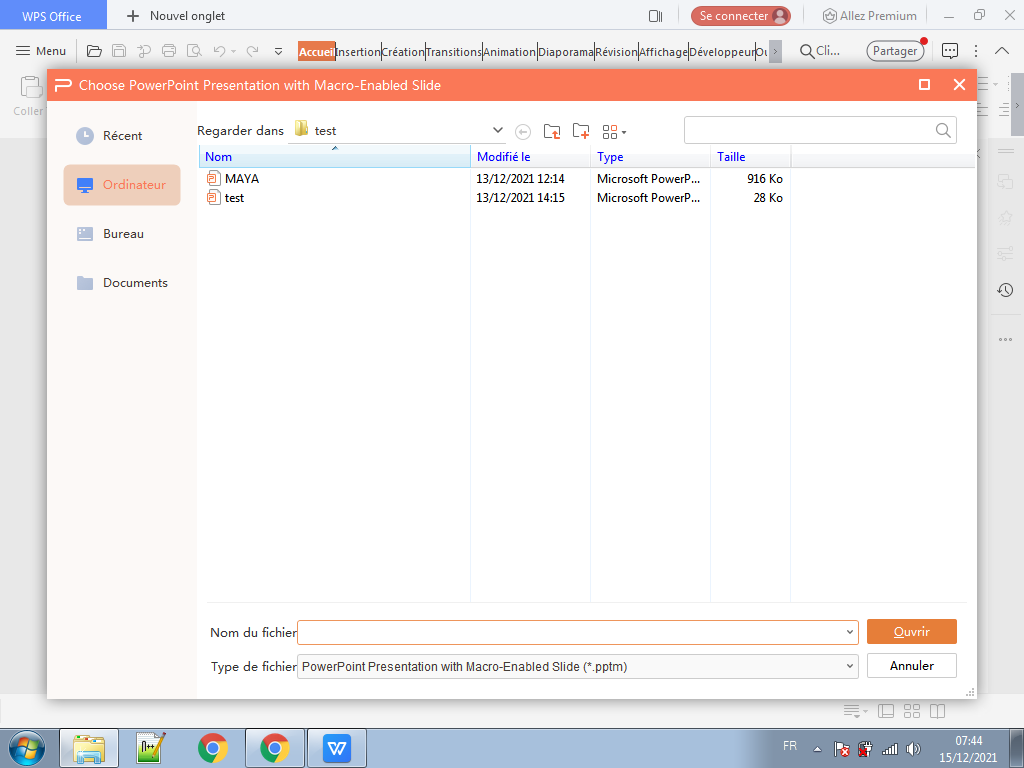 WPS Office
Nouvel onglet
Se connecter
Allez Premium
Menu
Accueil
Insertion
Création
Transitions
Animation
Diaporama
Révision
Affichage
Développeur
Cli...
Partager
Coller
Choose PowerPoint Presentation with Macro-Enabled Slide
Récent
Ordinateur
Bureau
Documents
Regarder dans test
Nom Modifié le Type Taille
MAYA 13/12/2021 12:14 Microsoft PowerP... 916 Ko
test 13/12/2021 14:15 Microsoft PowerP... 28 Ko
Nom du fichier
Ouvrir
Type de fichier PowerPoint Presentation with Macro-Enabled Slide (*.pptm)
Annuler
FR
07:44
15/12/2021